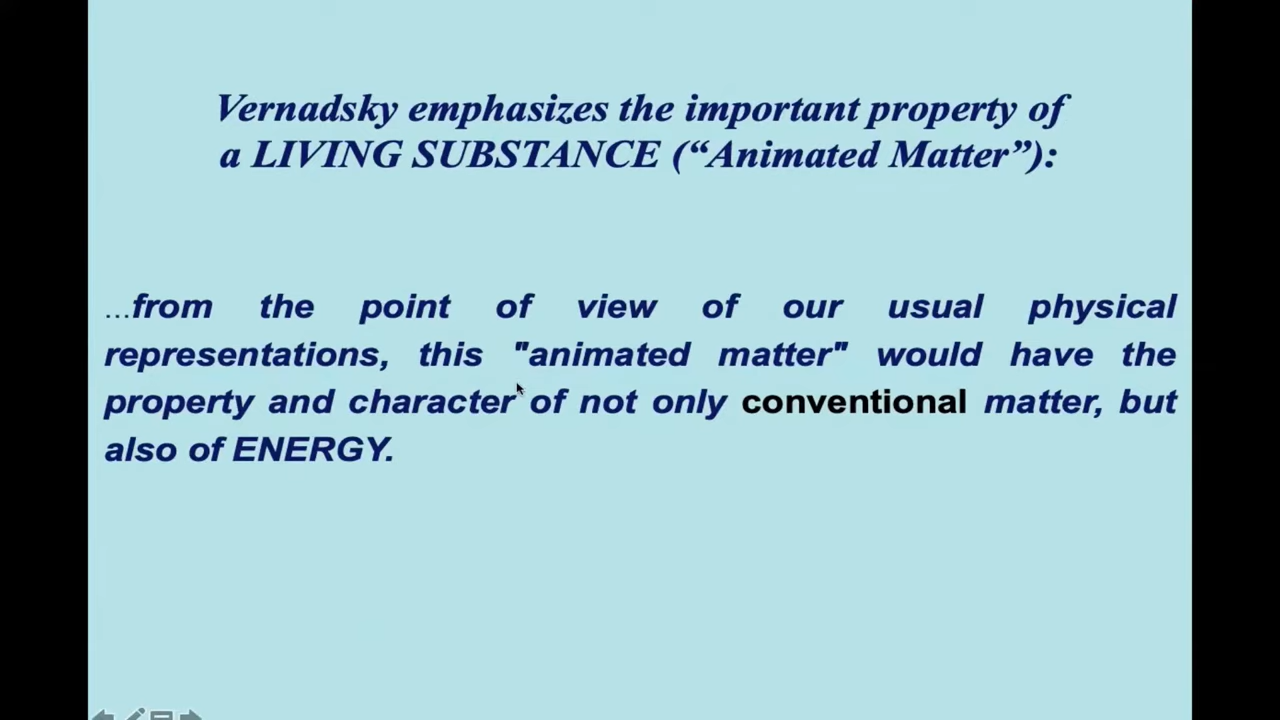 Vernadsky emphasizes the important property of
a LIVING SUBSTANCE (“Animated Matter”):
...from the point of view of our usual physical
representations, this "animated matter" would have the
property and character of not only conventional matter, but
also of ENERGY.